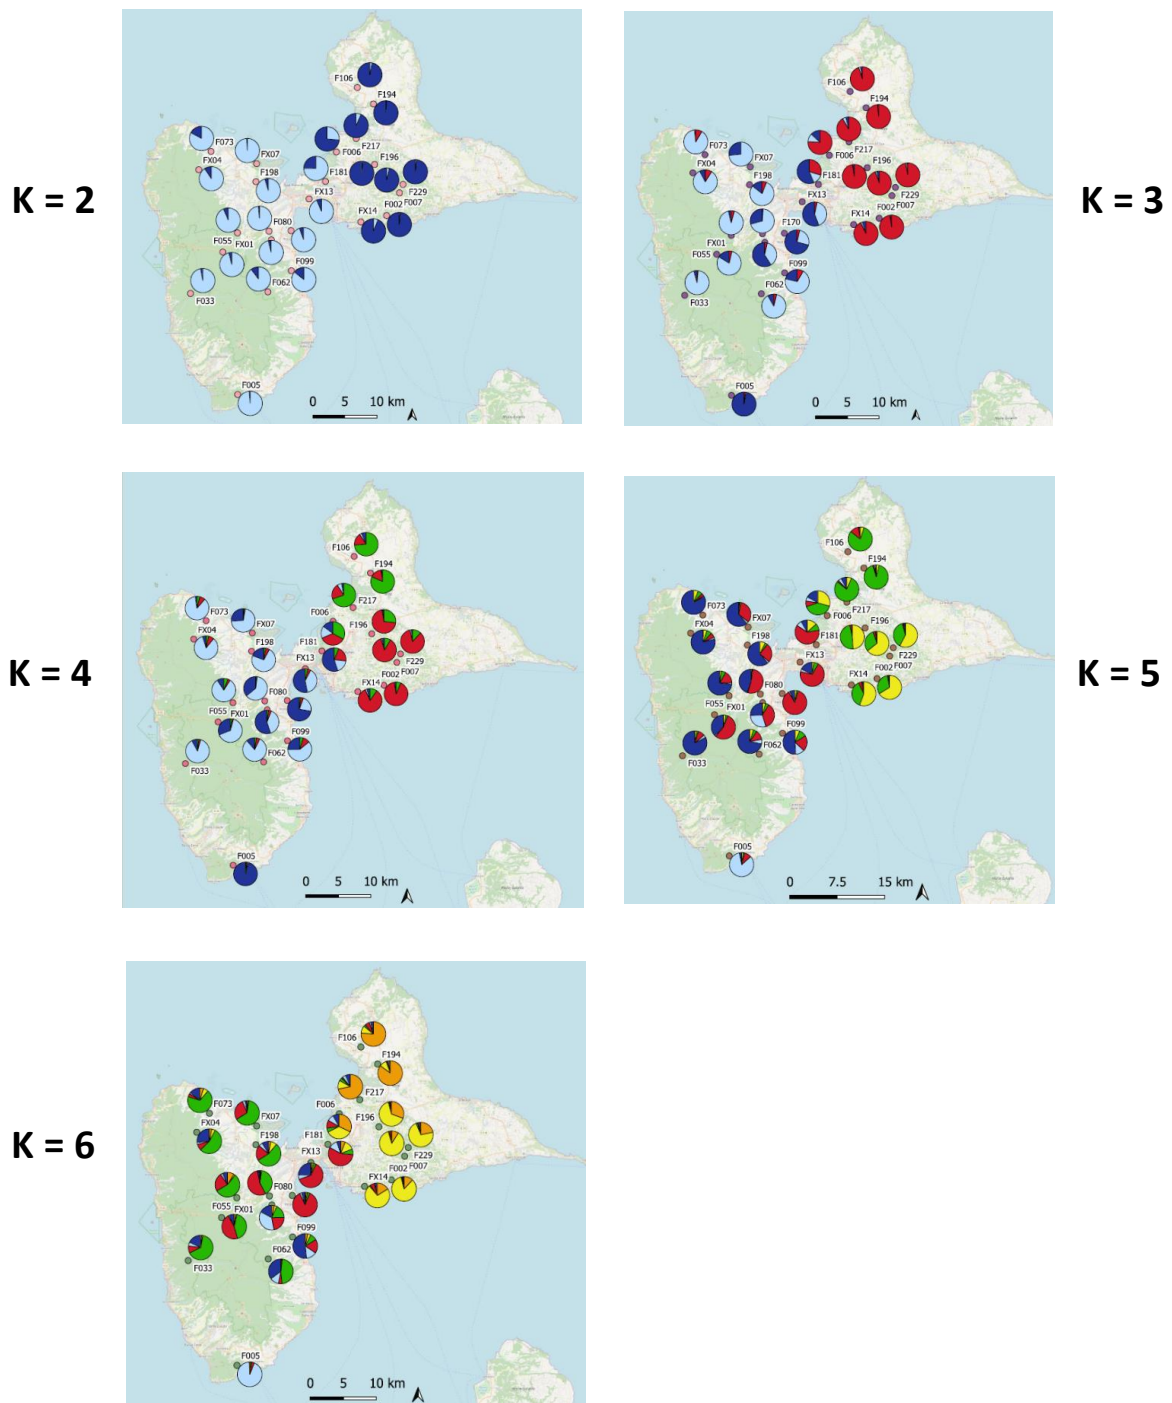 K = 2
F106
F194
F073
F217
FX07
F006
F196
FX04
F198
F181
FX13
F229
F002
F007
FX14
F080
F055
FX01
F099
F062
F033
F005
0 5 10 km
K = 3
F106
F194
F073
F217
FX07
F006
F196
FX04
F198
F181
FX13
F229
F002
F007
FX14
F170
FX01
F055
F099
F062
F033
F005
0 5 10 km
K = 4
F106
F194
F073
F217
FX07
F006
F196
FX04
F198
F181
FX13
F229
F002
F007
FX14
F080
F055
FX01
F099
F062
F033
F005
0 5 10 km
K = 5
F106
F194
F073
FX07
F217
F006
F196
FX04
F198
F181
FX13
F229
F002
F007
FX14
F080
FX01
F055
F099
F062
F033
F005
0 7.5 15 km
K = 6
F106
F194
F217
F073
FX07
F006
F196
FX04
F198
F181
FX13
F229
F002
F007
FX14
F080
F055
FX01
F099
F062
F033
F005
0 5 10 km